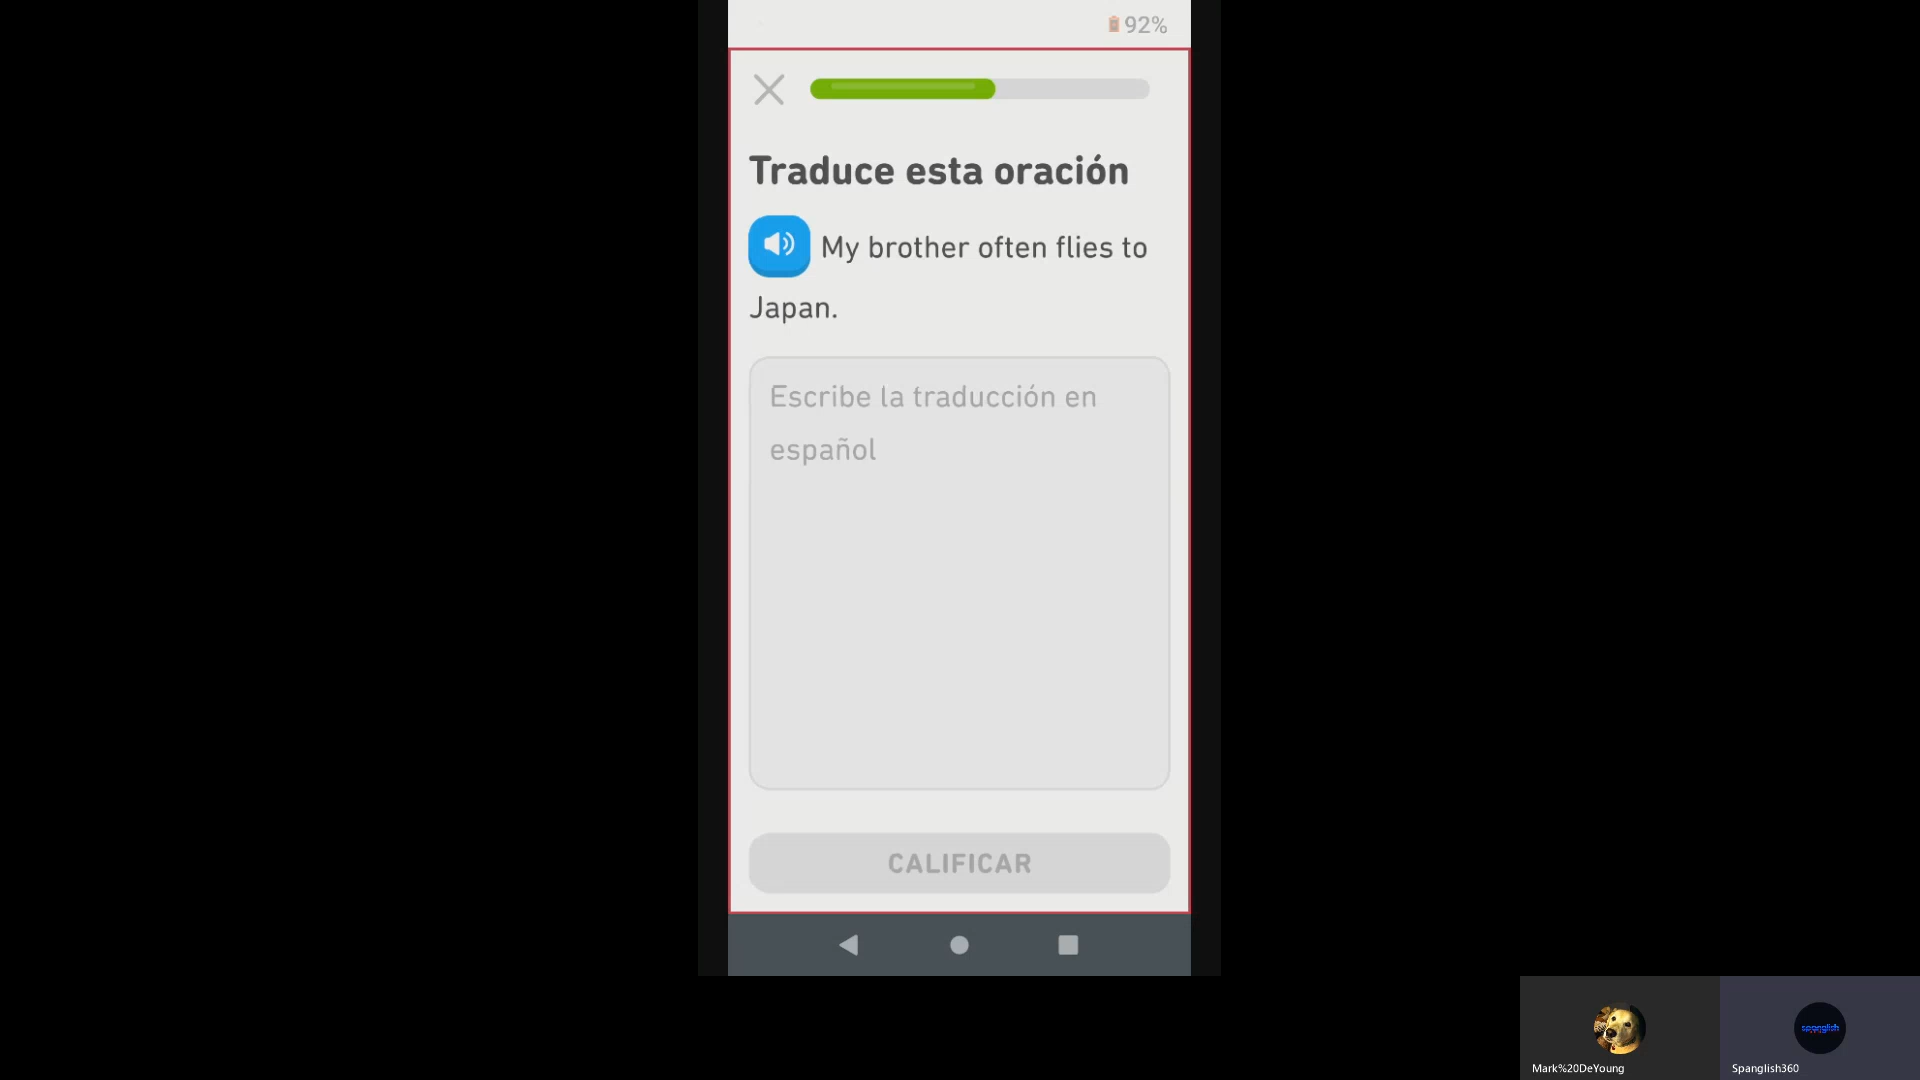 92%
Traduce esta oración
My brother often flies to
Japan.
Escribe la traducción en
español
CALIFICAR
spanglish
Mark%20DeYoung
Spanglish360